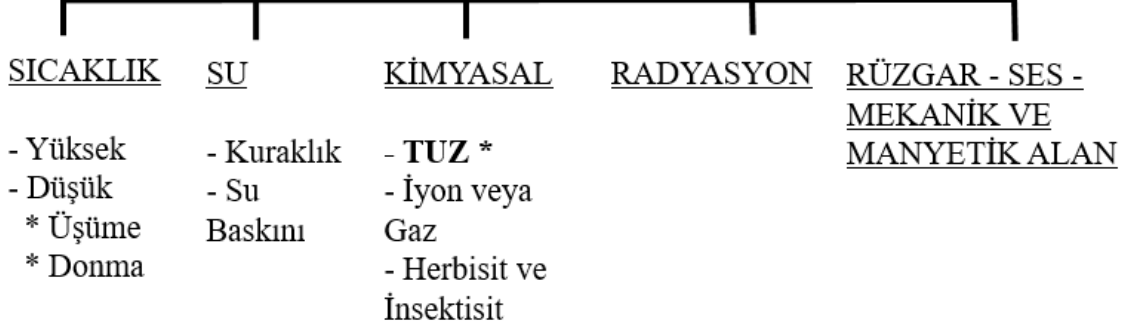 SICAKLIK
- Yüksek
- Düşük
* Üşüme
* Donma
SU
- Kuraklık
- Su
Baskını
KİMYASAL
- TUZ *
- İyon veya
Gaz
- Herbisit ve
İnsektisit
RADYASYON
RÜZGAR - SES -
MEKANİK VE
MANYETİK ALAN